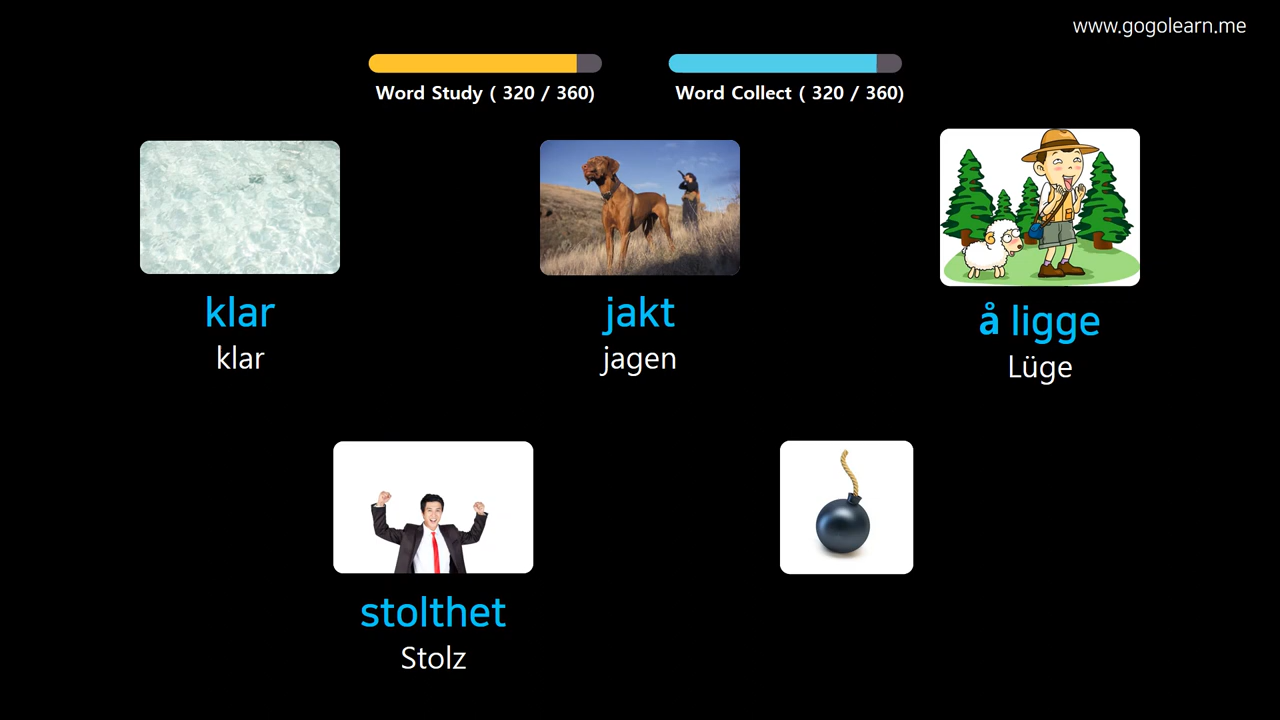 www.gogolearn.me
Word Study ( 320 / 360)
Word Collect ( 320 / 360)
klar
klar
jakt
jagen
å ligge
Lüge
stolthet
Stolz